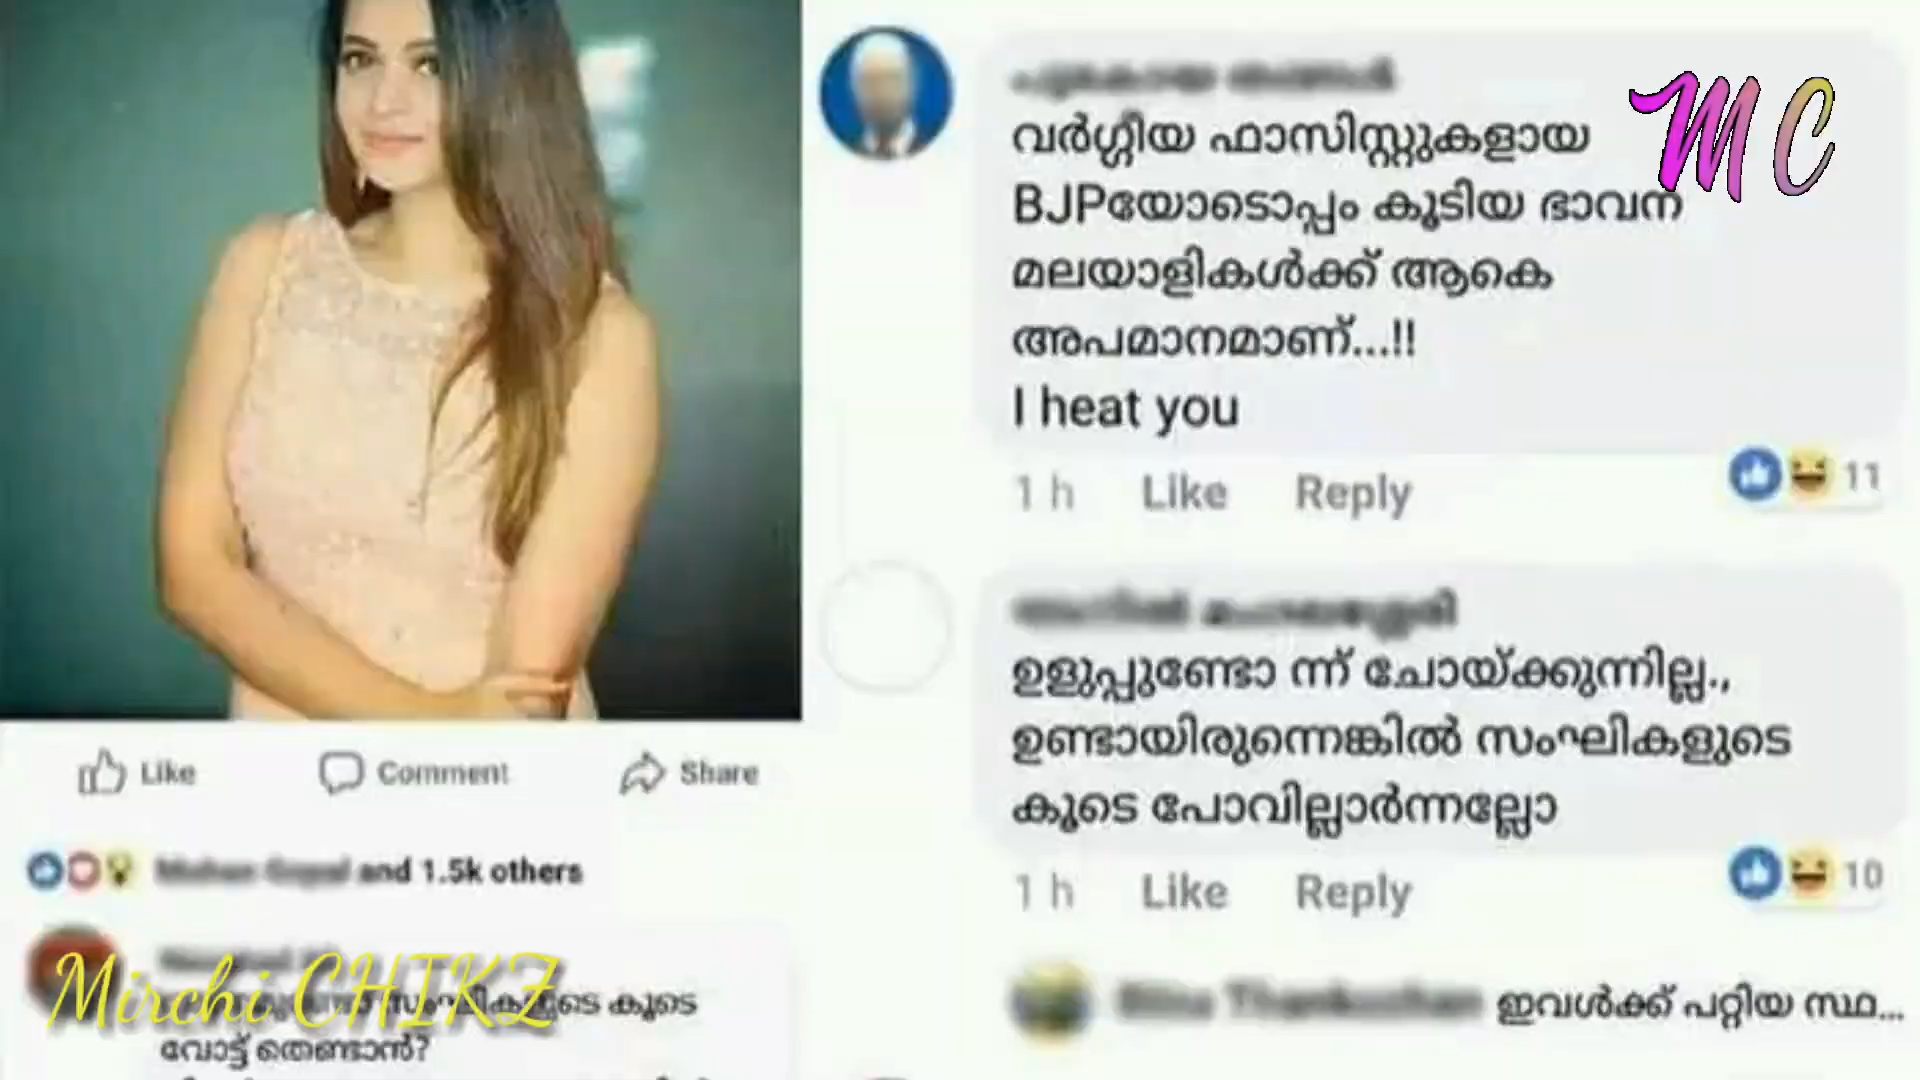 MC
വർഗ്ഗീയ ഫാസിസ്റ്റുകളായ
BJPയോടൊപ്പം കൂടിയ ഭാവന
മലയാളികൾക്ക് ആകെ
അപമാനമാണ്...!!
I heat you
1 h Like Reply 11
ഉളുപ്പുണ്ടോ ന്ന് ചോയ്ക്കുന്നില്ല.,
ഉണ്ടായിരുന്നെങ്കിൽ സംഘികളുടെ
കൂടെ പോവില്ലാർന്നല്ലോ
1 h Like Reply 10
ഇവൾക്ക് പറ്റിയ സ്ഥ...
Like Comment Share
and 1.5k others
Mirchi CHIKZ
സംഘികളുടെ കൂടെ
വോട്ട് തെണ്ടാൻ?